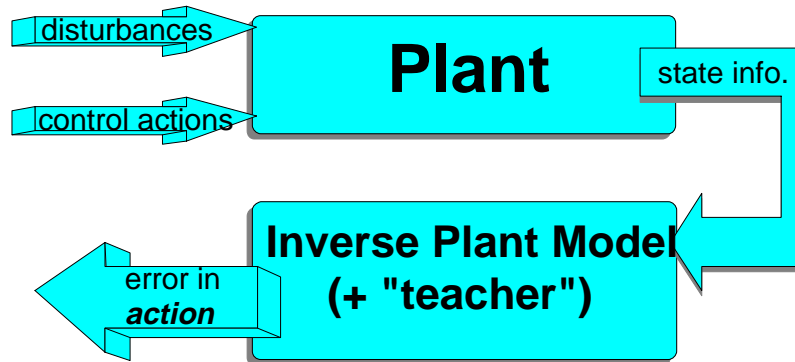 disturbances
Plant
state info.
control actions
Inverse Plant Model
(+ "teacher")
error in
action